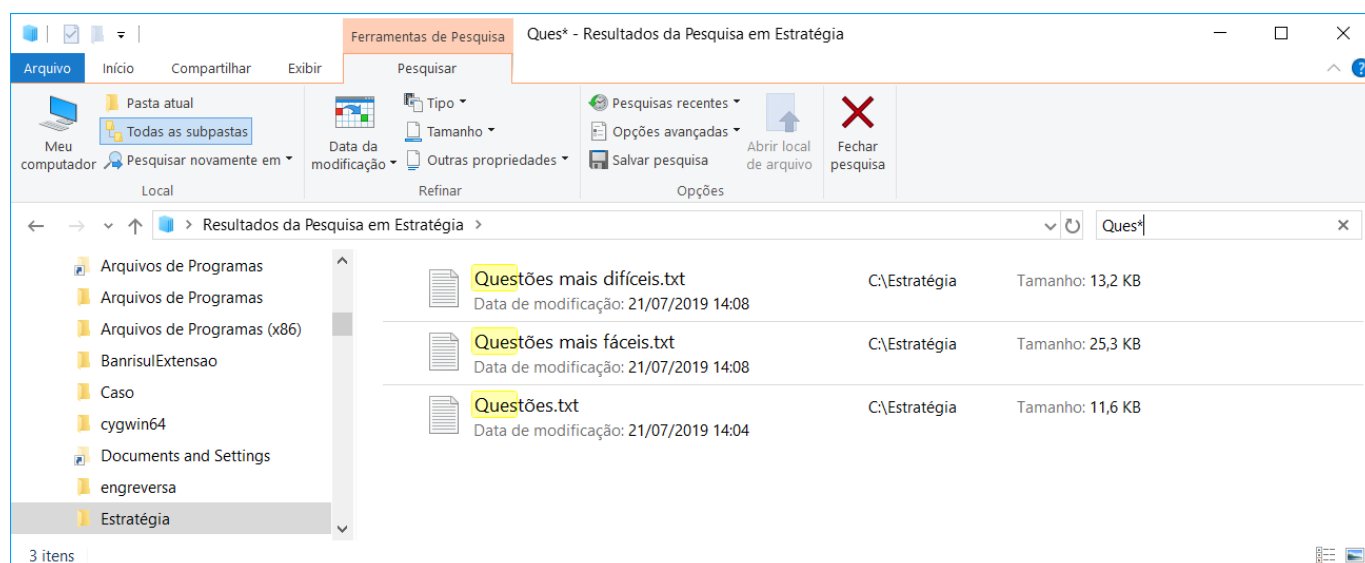 Ferramentas de Pesquisa Ques* - Resultados da Pesquisa em Estratégia
Arquivo Início Compartilhar Exibir Pesquisar
Meu computador
Pasta atual
Todas as subpastas
Pesquisar novamente em
Local
Data da modificação
Tipo
Tamanho
Outras propriedades
Refinar
Pesquisas recentes
Opções avançadas
Salvar pesquisa
Abrir local de arquivo
Opções
Fechar pesquisa
Resultados da Pesquisa em Estratégia Ques*
Arquivos de Programas
Arquivos de Programas
Arquivos de Programas (x86)
BanrisulExtensao
Caso
cygwin64
Documents and Settings
engreversa
Estratégia
Questões mais difíceis.txt C:\Estratégia Tamanho: 13,2 KB
Data de modificação: 21/07/2019 14:08
Questões mais fáceis.txt C:\Estratégia Tamanho: 25,3 KB
Data de modificação: 21/07/2019 14:08
Questões.txt C:\Estratégia Tamanho: 11,6 KB
Data de modificação: 21/07/2019 14:04
3 itens